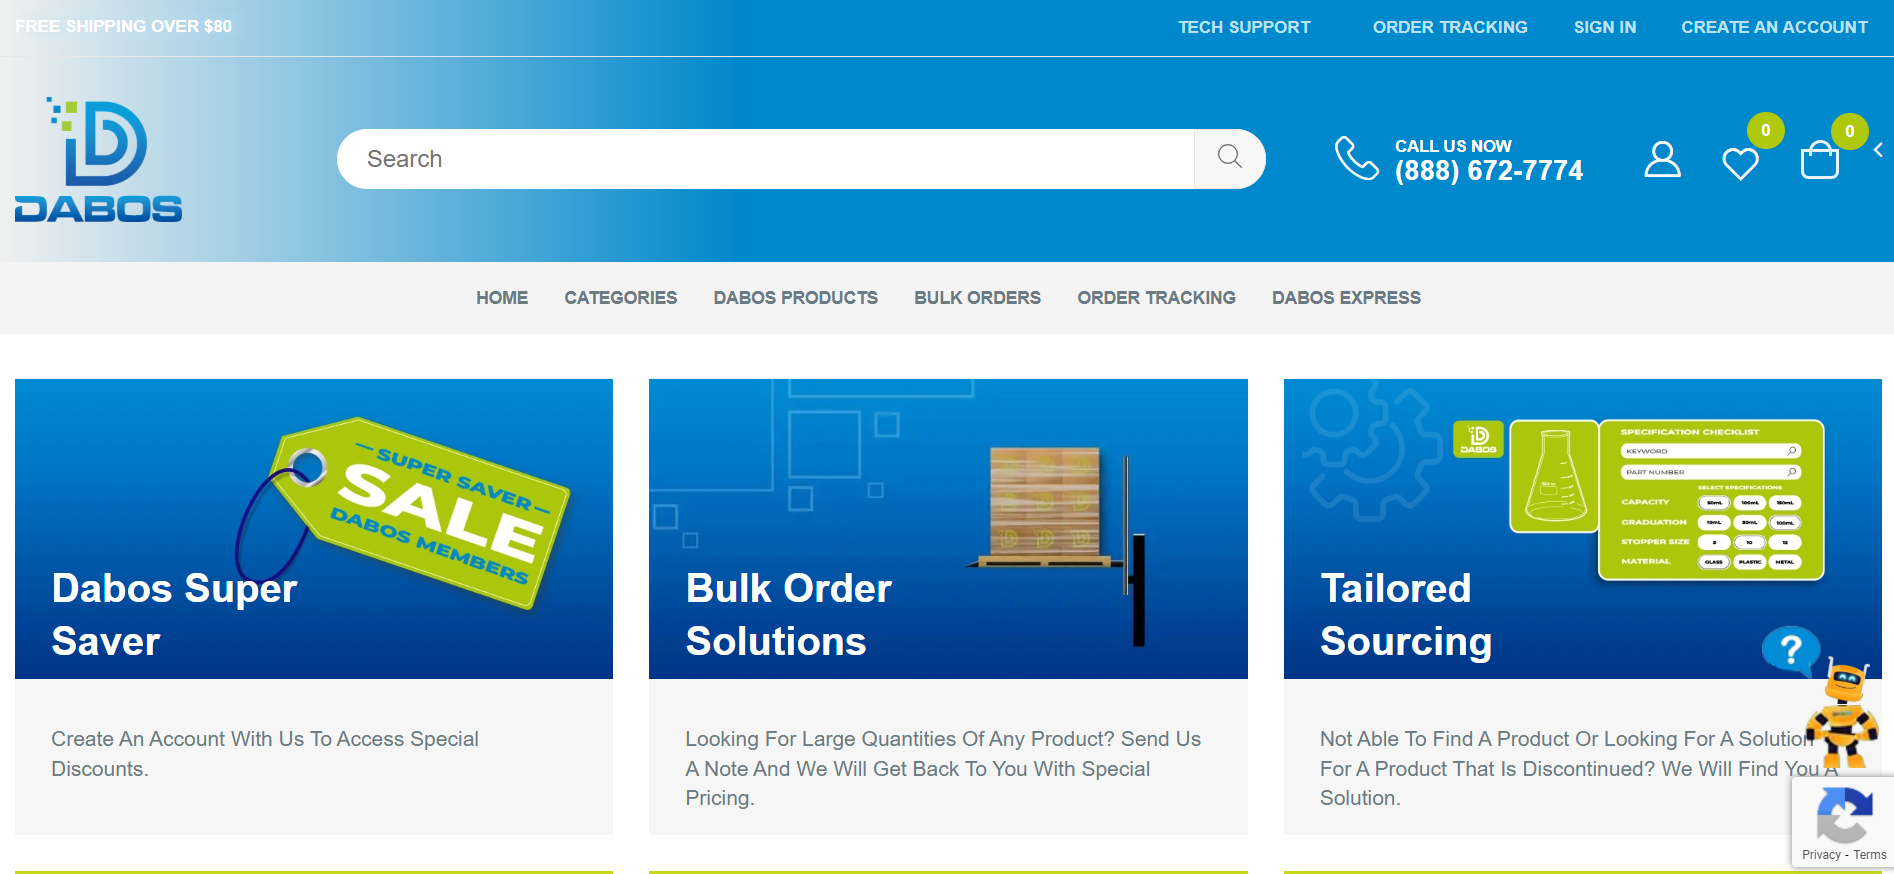 FREE SHIPPING OVER $80
TECH SUPPORT
ORDER TRACKING
SIGN IN
CREATE AN ACCOUNT
DABOS
Search
CALL US NOW
(888) 672-7774
0
0
HOME
CATEGORIES
DABOS PRODUCTS
BULK ORDERS
ORDER TRACKING
DABOS EXPRESS
SUPER SAVER
SALE
DABOS MEMBERS
Dabos Super
Saver
Create An Account With Us To Access Special
Discounts.
Bulk Order
Solutions
Looking For Large Quantities Of Any Product? Send Us
A Note And We Will Get Back To You With Special
Pricing.
DABOS
SPECIFICATION CHECKLIST
KEYWORD
PART NUMBER
SELECT SPECIFICATIONS
CAPACITY 50mL 100mL 150mL
GRADUATION 10mL 50mL 100mL
STOPPER SIZE 5 10 12
MATERIAL GLASS PLASTIC METAL
Tailored
Sourcing
?
Not Able To Find A Product Or Looking For A Solution
For A Product That Is Discontinued? We Will Find You A
Solution.
Privacy - Terms